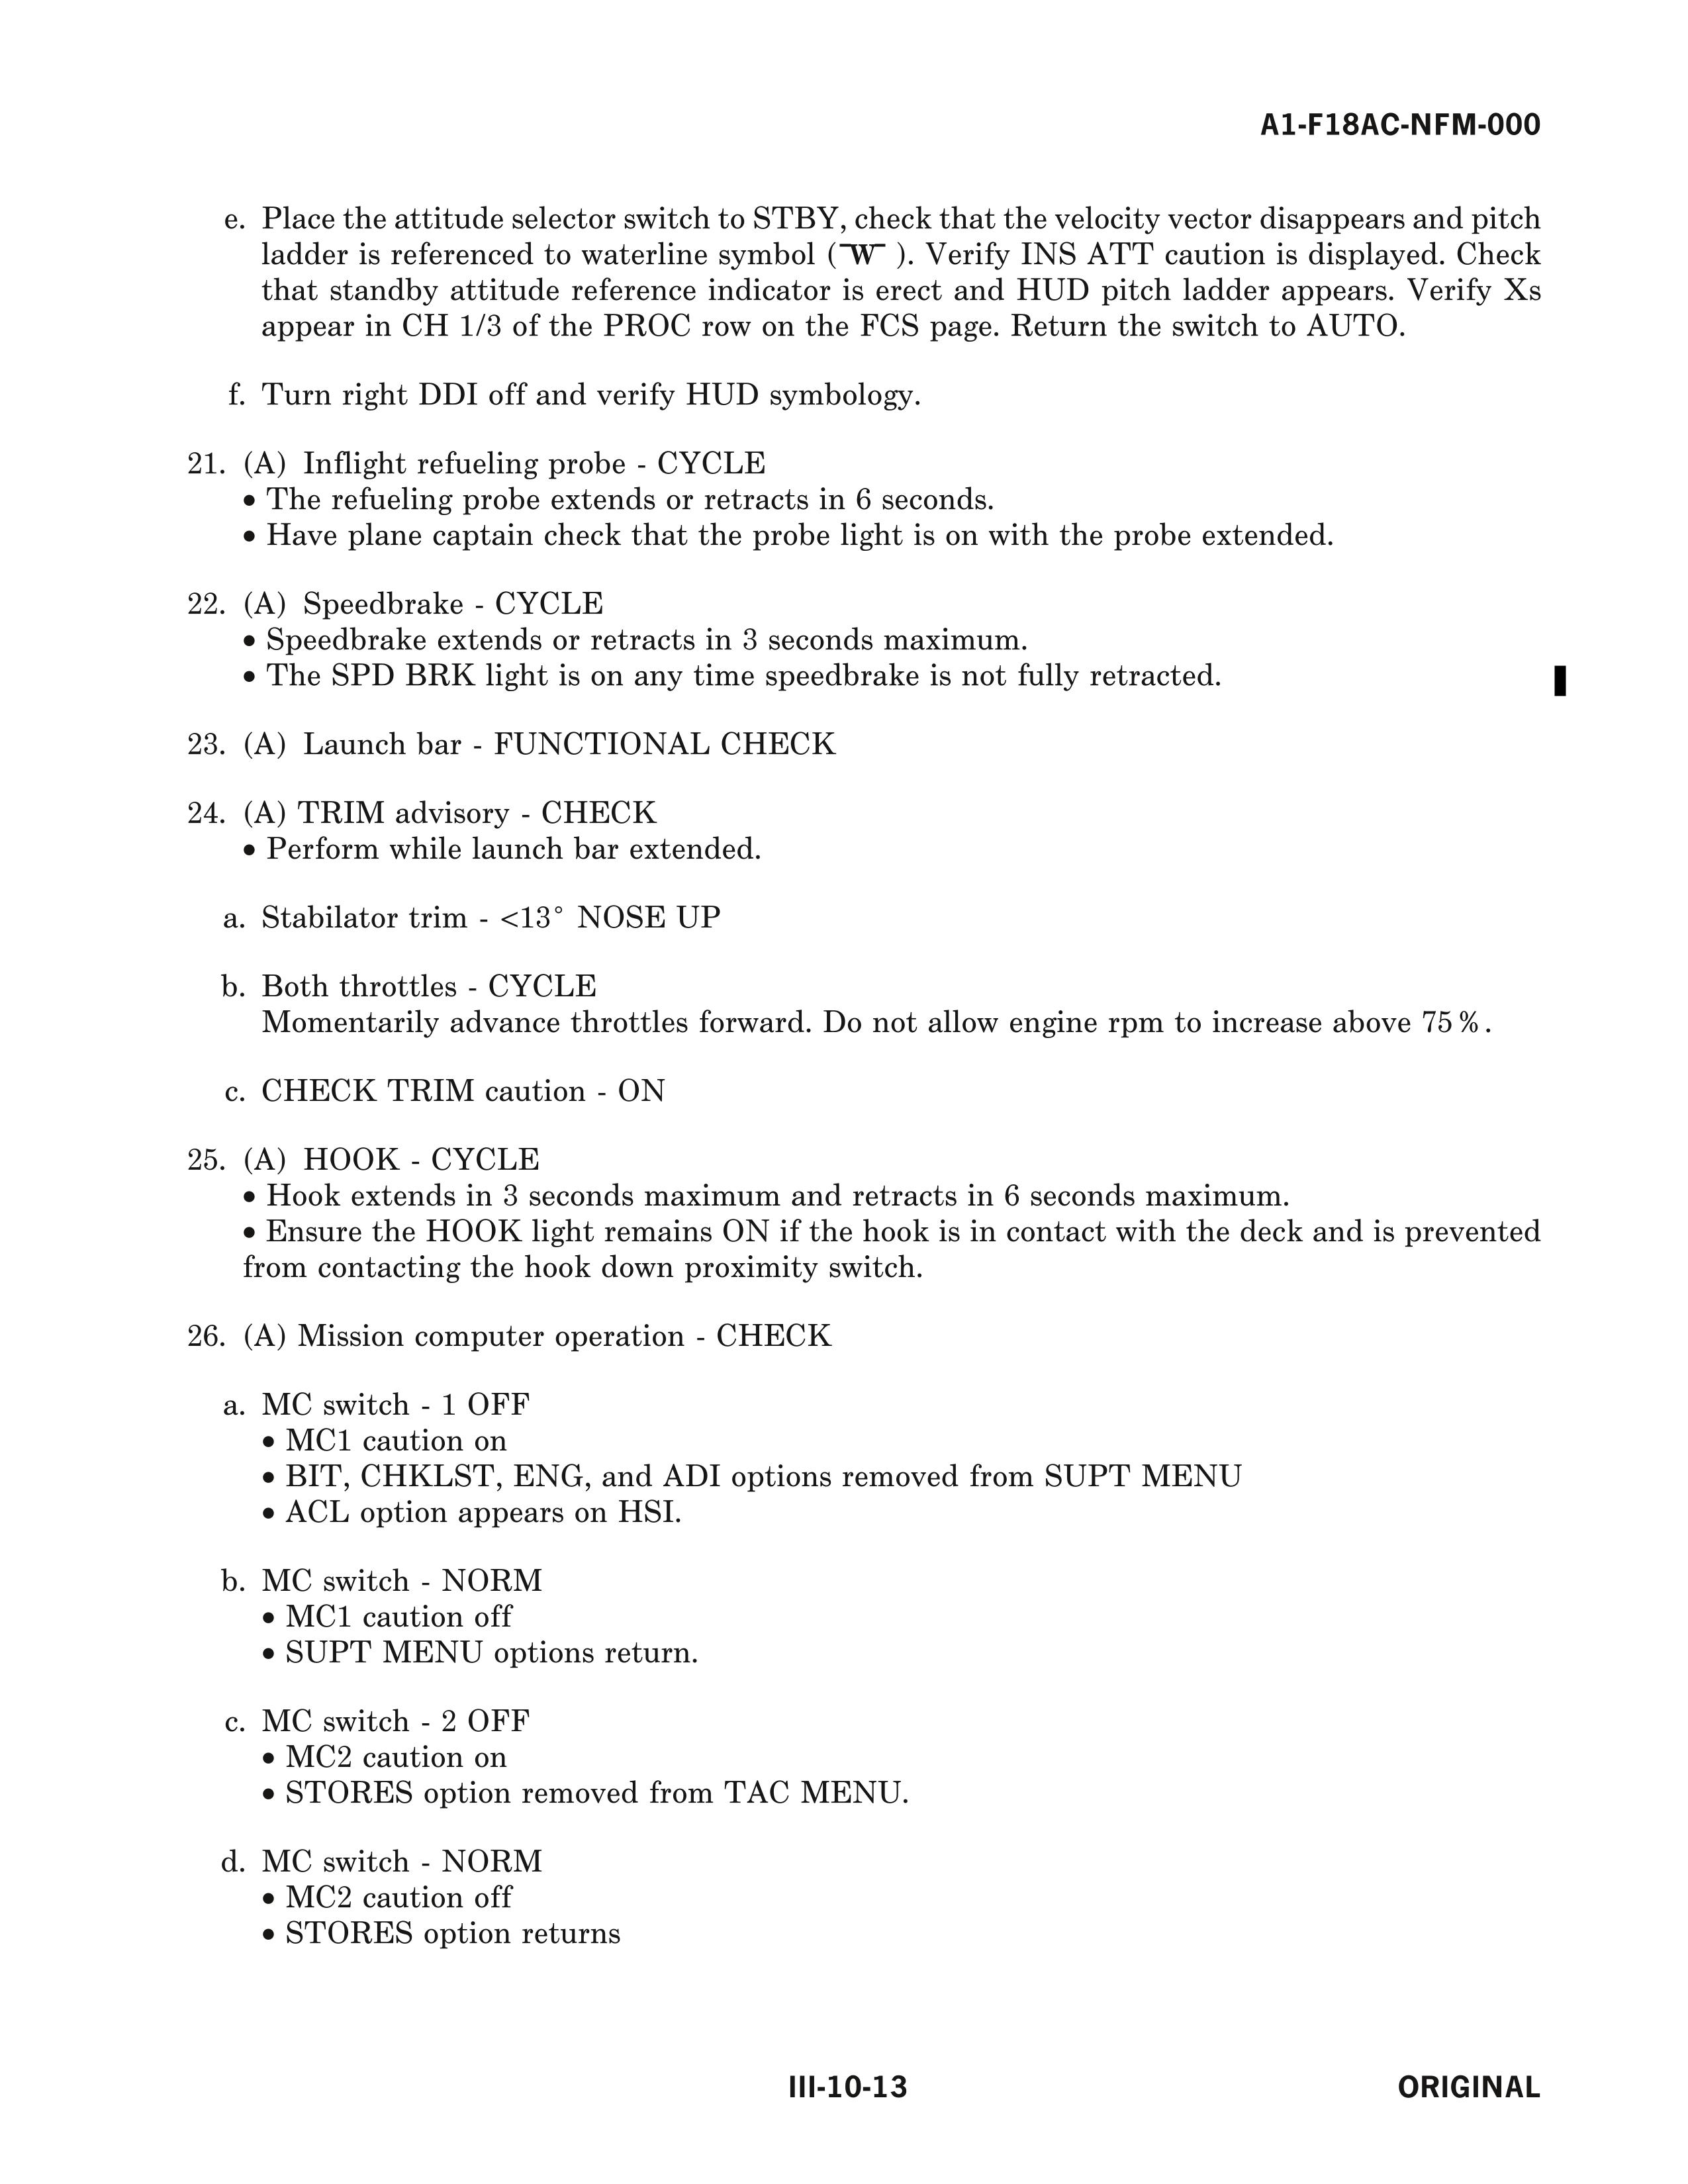 A1-F18AC-NFM-000
e. Place the attitude selector switch to STBY, check that the velocity vector disappears and pitch
ladder is referenced to waterline symbol ( W ). Verify INS ATT caution is displayed. Check
that standby attitude reference indicator is erect and HUD pitch ladder appears. Verify Xs
appear in CH 1/3 of the PROC row on the FCS page. Return the switch to AUTO.
f. Turn right DDI off and verify HUD symbology.
21. (A) Inflight refueling probe - CYCLE
• The refueling probe extends or retracts in 6 seconds.
• Have plane captain check that the probe light is on with the probe extended.
22. (A) Speedbrake - CYCLE
• Speedbrake extends or retracts in 3 seconds maximum.
• The SPD BRK light is on any time speedbrake is not fully retracted.
23. (A) Launch bar - FUNCTIONAL CHECK
24. (A) TRIM advisory - CHECK
• Perform while launch bar extended.
a. Stabilator trim - <13° NOSE UP
b. Both throttles - CYCLE
Momentarily advance throttles forward. Do not allow engine rpm to increase above 75%.
c. CHECK TRIM caution - ON
25. (A) HOOK - CYCLE
• Hook extends in 3 seconds maximum and retracts in 6 seconds maximum.
• Ensure the HOOK light remains ON if the hook is in contact with the deck and is prevented
from contacting the hook down proximity switch.
26. (A) Mission computer operation - CHECK
a. MC switch - 1 OFF
• MC1 caution on
• BIT, CHKLST, ENG, and ADI options removed from SUPT MENU
• ACL option appears on HSI.
b. MC switch - NORM
• MC1 caution off
• SUPT MENU options return.
c. MC switch - 2 OFF
• MC2 caution on
• STORES option removed from TAC MENU.
d. MC switch - NORM
• MC2 caution off
• STORES option returns
III-10-13
ORIGINAL